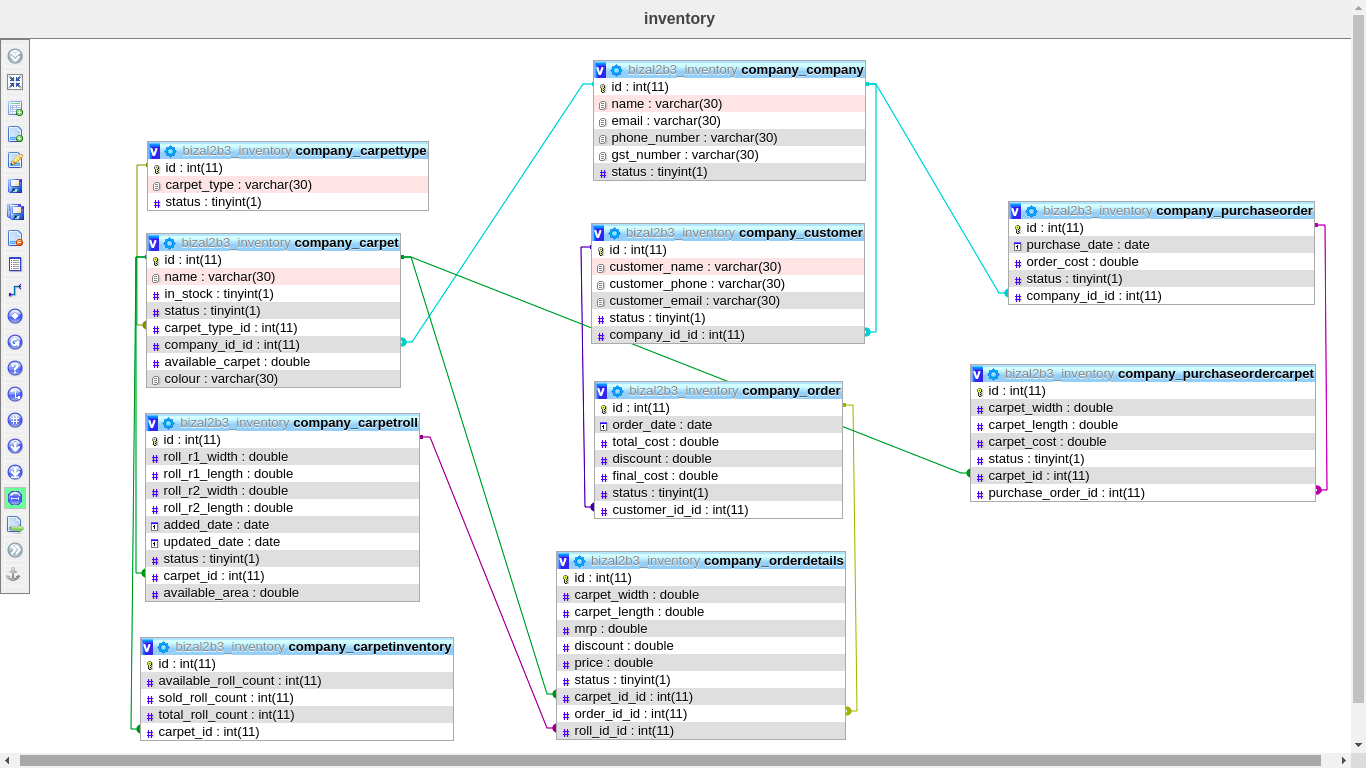 inventory
bizal2b3_inventory company_company
id : int(11)
name : varchar(30)
email : varchar(30)
phone_number : varchar(30)
gst_number : varchar(30)
status : tinyint(1)
bizal2b3_inventory company_carpettype
id : int(11)
carpet_type : varchar(30)
status : tinyint(1)
bizal2b3_inventory company_carpet
id : int(11)
name : varchar(30)
in_stock : tinyint(1)
status : tinyint(1)
carpet_type_id : int(11)
company_id_id : int(11)
available_carpet : double
colour : varchar(30)
bizal2b3_inventory company_customer
id : int(11)
customer_name : varchar(30)
customer_phone : varchar(30)
customer_email : varchar(30)
status : tinyint(1)
company_id_id : int(11)
bizal2b3_inventory company_purchaseorder
id : int(11)
purchase_date : date
order_cost : double
status : tinyint(1)
company_id_id : int(11)
bizal2b3_inventory company_carpetroll
id : int(11)
roll_r1_width : double
roll_r1_length : double
roll_r2_width : double
roll_r2_length : double
added_date : date
updated_date : date
status : tinyint(1)
carpet_id : int(11)
available_area : double
bizal2b3_inventory company_order
id : int(11)
order_date : date
total_cost : double
discount : double
final_cost : double
status : tinyint(1)
customer_id_id : int(11)
bizal2b3_inventory company_purchaseordercarpet
id : int(11)
carpet_width : double
carpet_length : double
carpet_cost : double
status : tinyint(1)
carpet_id : int(11)
purchase_order_id : int(11)
bizal2b3_inventory company_carpetinventory
id : int(11)
available_roll_count : int(11)
sold_roll_count : int(11)
total_roll_count : int(11)
carpet_id : int(11)
bizal2b3_inventory company_orderdetails
id : int(11)
carpet_width : double
carpet_length : double
mrp : double
discount : double
price : double
status : tinyint(1)
carpet_id_id : int(11)
order_id_id : int(11)
roll_id_id : int(11)